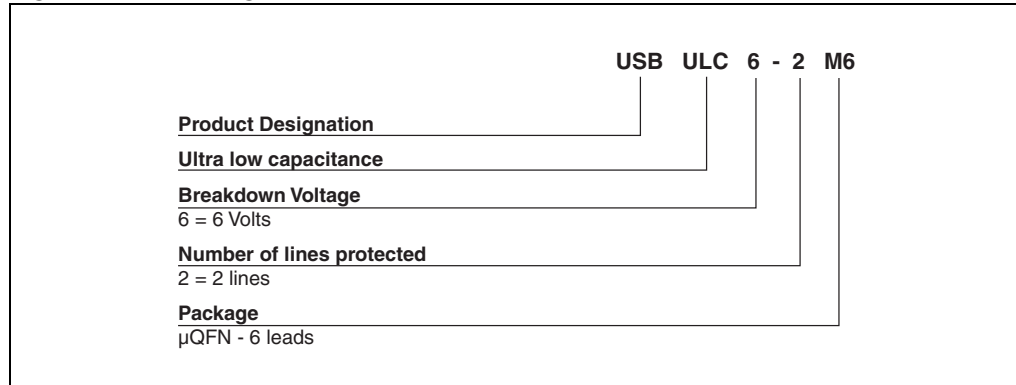 USB ULC 6 - 2 M6
Product Designation
Ultra low capacitance
Breakdown Voltage
6 = 6 Volts
Number of lines protected
2 = 2 lines
Package
µQFN - 6 leads